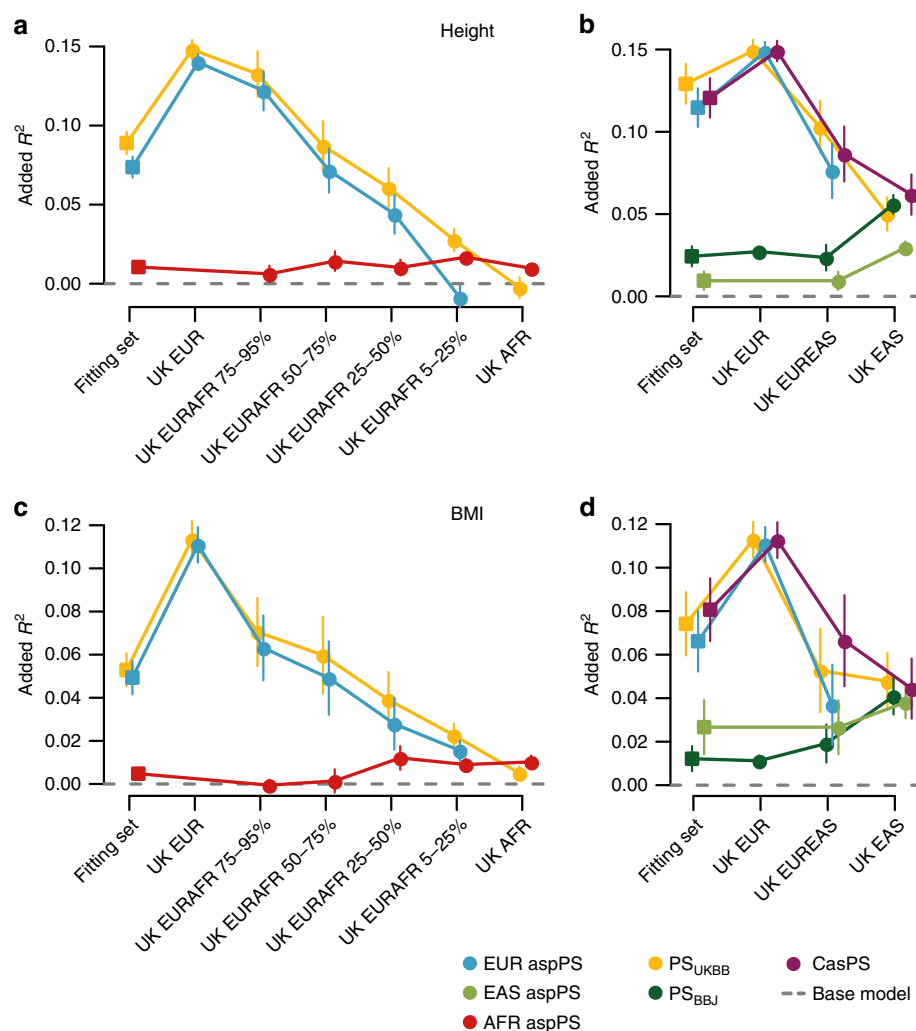 a
Height
Added R²
0.15
0.10
0.05
0.00
Fitting set
UK EUR
UK EURAFR 75–95%
UK EURAFR 50–75%
UK EURAFR 25–50%
UK EURAFR 5–25%
UK AFR
b
Added R²
0.15
0.10
0.05
0.00
Fitting set
UK EUR
UK EUREAS
UK EAS
c
BMI
Added R²
0.12
0.10
0.08
0.06
0.04
0.02
0.00
Fitting set
UK EUR
UK EURAFR 75–95%
UK EURAFR 50–75%
UK EURAFR 25–50%
UK EURAFR 5–25%
UK AFR
d
Added R²
0.12
0.10
0.08
0.06
0.04
0.02
0.00
Fitting set
UK EUR
UK EUREAS
UK EAS
EUR aspPS
PS_UKBB
CasPS
EAS aspPS
PS_BBJ
Base model
AFR aspPS